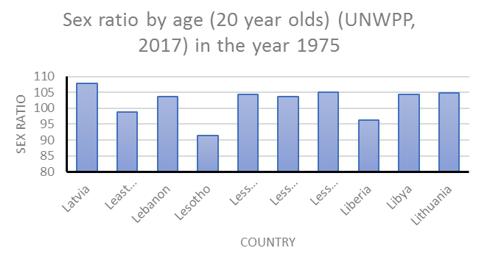 Sex ratio by age (20 year olds) (UNWPP,
2017) in the year 1975
110
105
100
95
90
85
80
SEX RATIO
Latvia
Least...
Lebanon
Lesotho
Less...
Less...
Less...
Liberia
Libya
Lithuania
COUNTRY